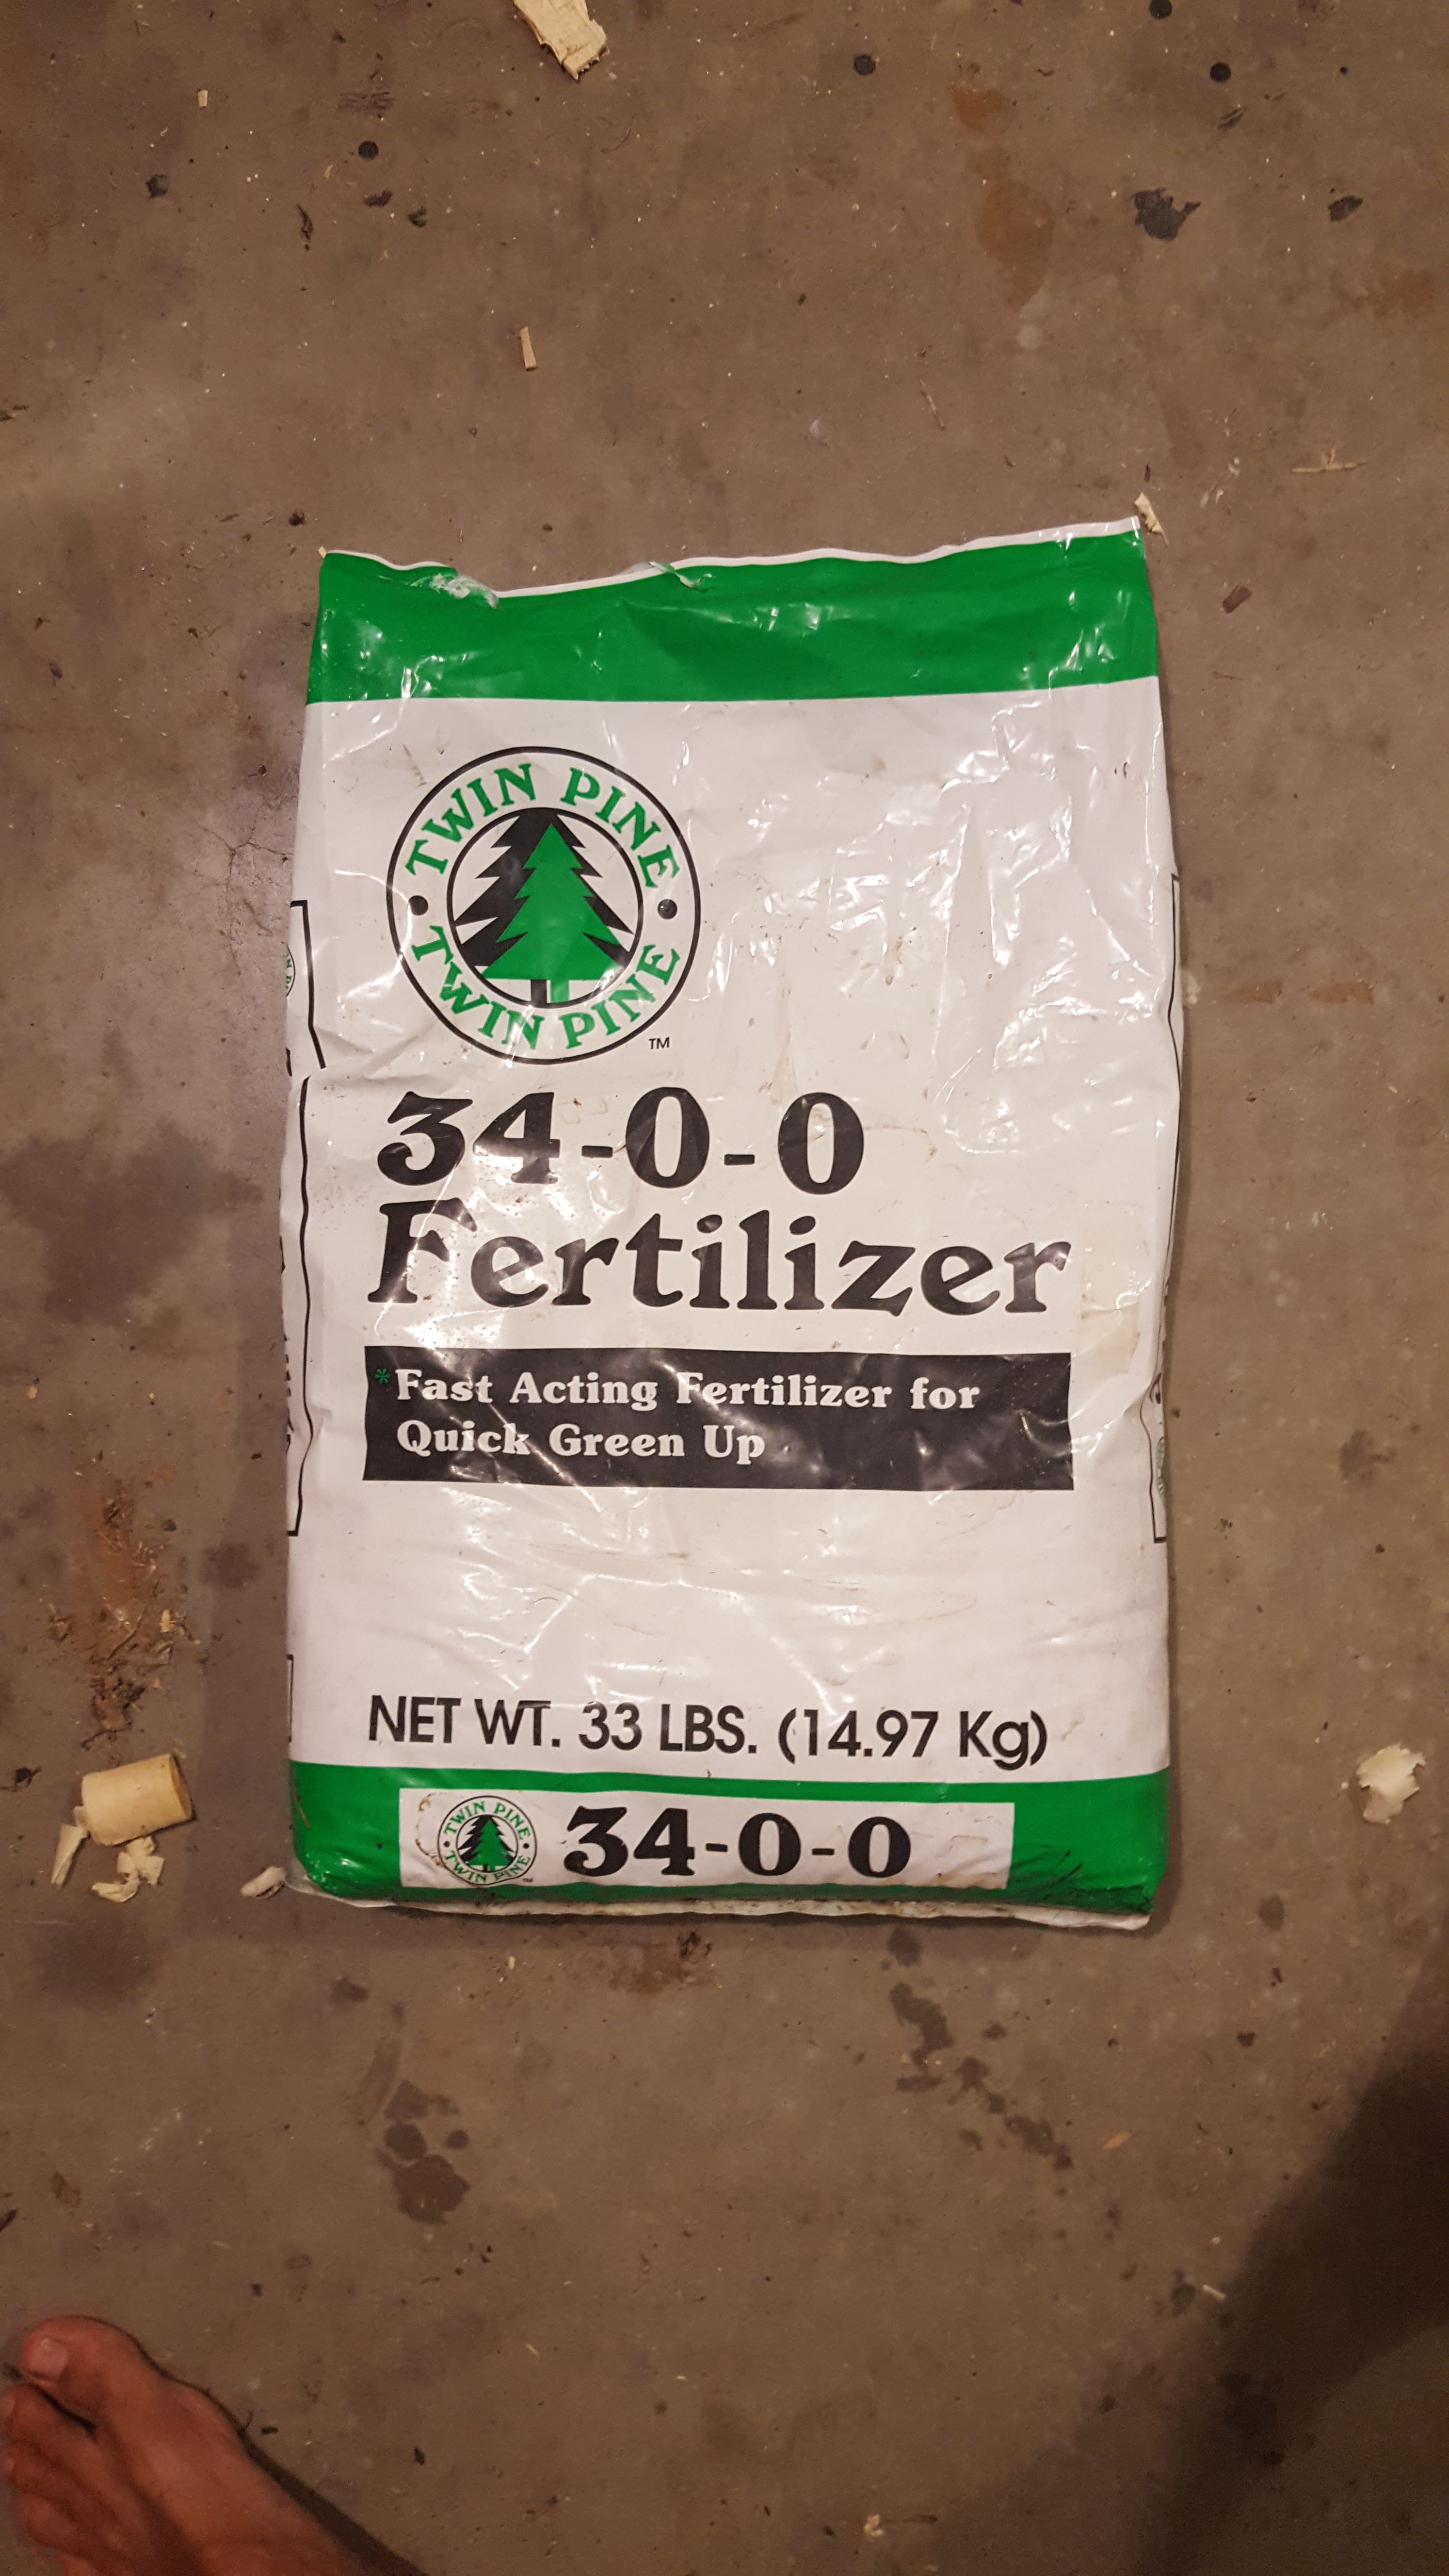 TWIN PINE
TWIN PINE
TM
34-0-0
Fertilizer
*Fast Acting Fertilizer for
Quick Green Up
NET WT. 33 LBS. (14.97 Kg)
TWIN PINE
TWIN PINE
TM
34-0-0